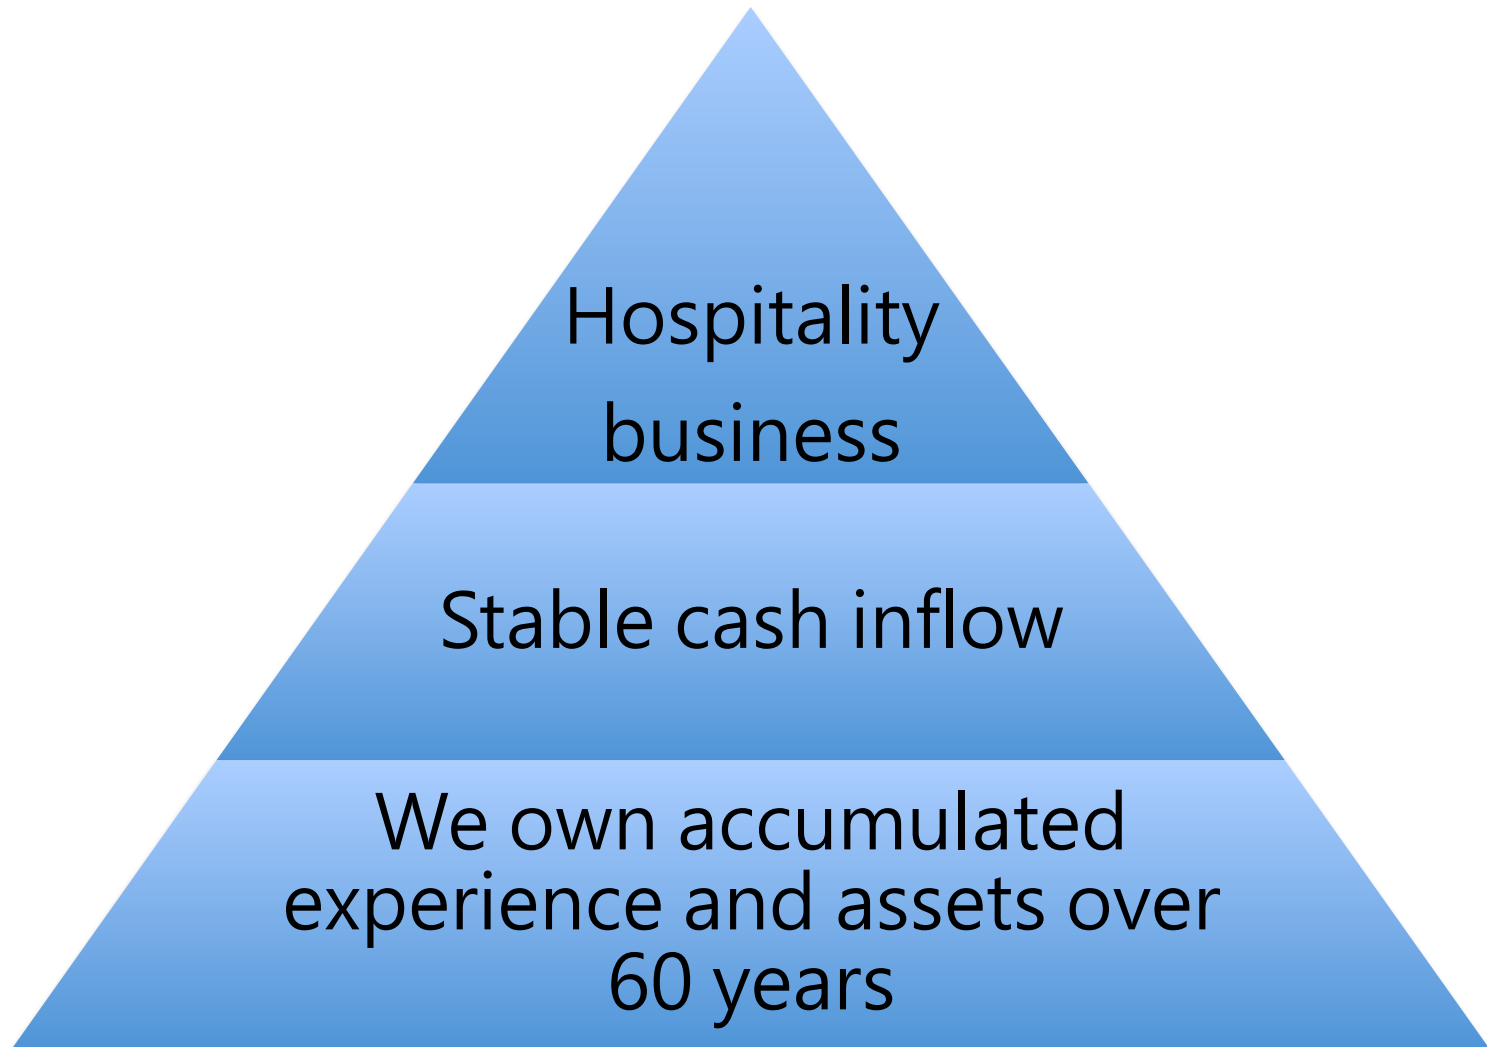 Hospitality
business
Stable cash inflow
We own accumulated
experience and assets over
60 years